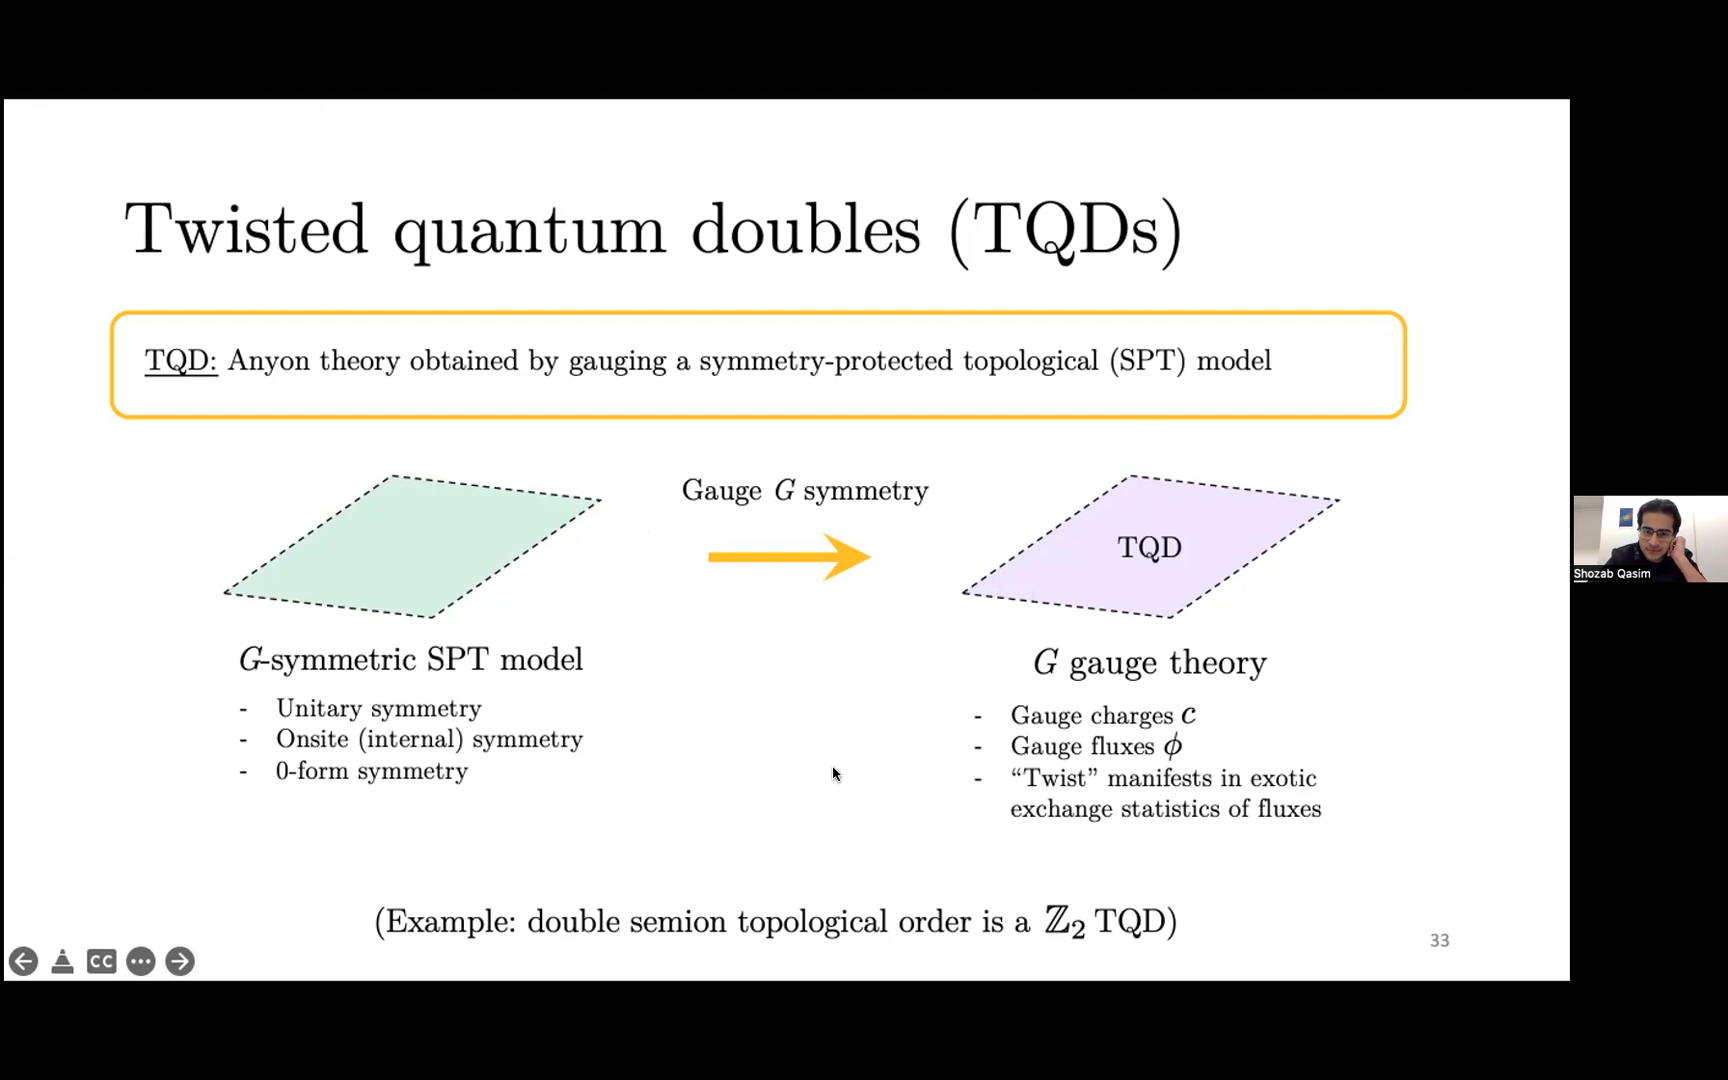 Twisted quantum doubles (TQDs)
TQD: Anyon theory obtained by gauging a symmetry-protected topological (SPT) model
Gauge G symmetry
TQD
G-symmetric SPT model
- Unitary symmetry
- Onsite (internal) symmetry
- 0-form symmetry
G gauge theory
- Gauge charges c
- Gauge fluxes ϕ
- “Twist” manifests in exotic
exchange statistics of fluxes
(Example: double semion topological order is a ℤ₂ TQD)
33
CC
Shozab Qasim